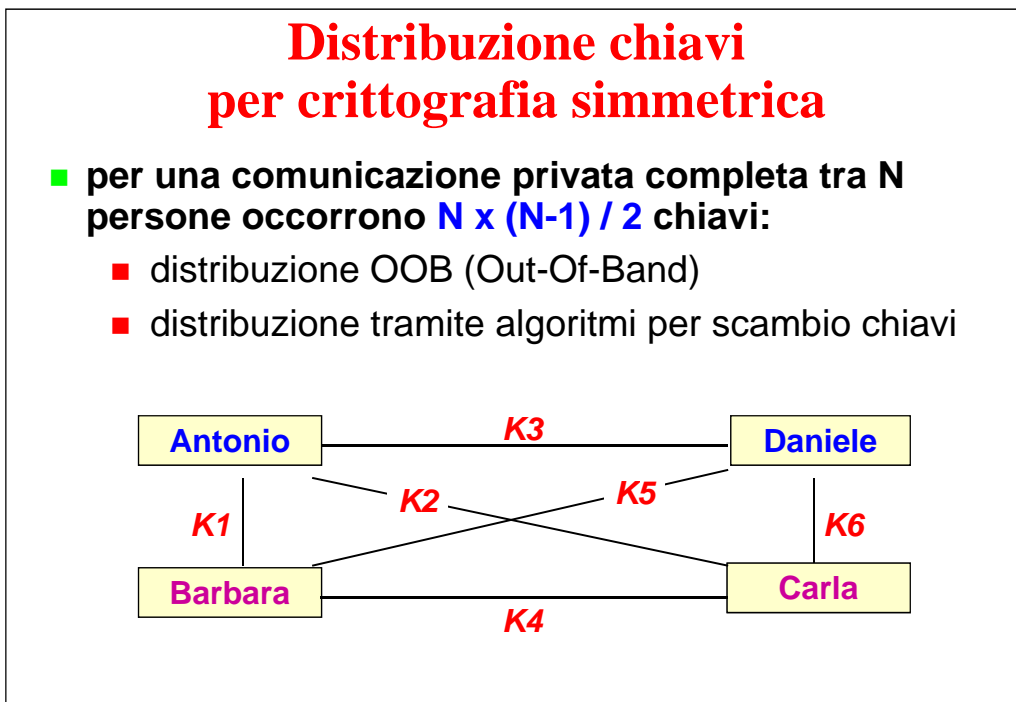 Distribuzione chiavi
per crittografia simmetrica
per una comunicazione privata completa tra N
persone occorrono N x (N-1) / 2 chiavi:
distribuzione OOB (Out-Of-Band)
distribuzione tramite algoritmi per scambio chiavi
Antonio
K3
Daniele
K2
K5
K1
K6
Barbara
Carla
K4